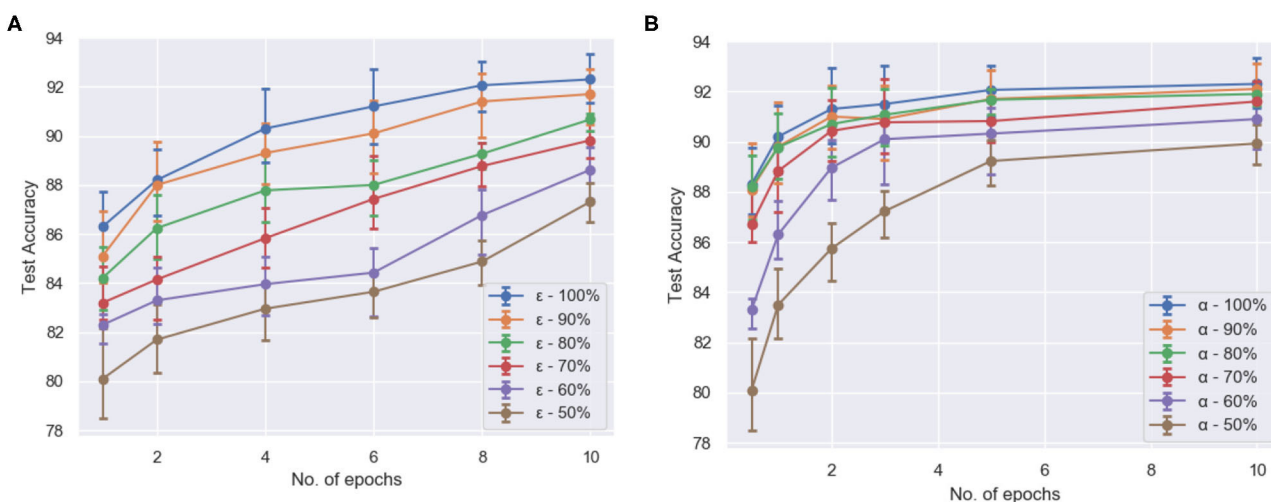 A
94
92
90
88
86
84
82
80
78
Test Accuracy
2 4 6 8 10
No. of epochs
ε - 100%
ε - 90%
ε - 80%
ε - 70%
ε - 60%
ε - 50%
B
94
92
90
88
86
84
82
80
78
Test Accuracy
2 4 6 8 10
No. of epochs
α - 100%
α - 90%
α - 80%
α - 70%
α - 60%
α - 50%